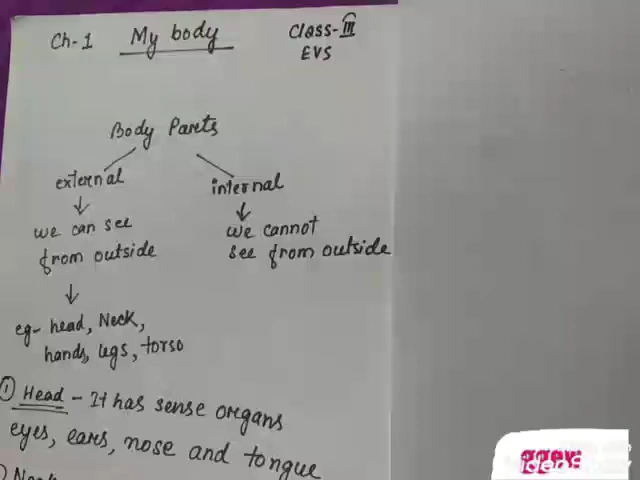 Ch-1 My body Class-III
EVS
Body Parts
external internal
we can see we cannot
from outside see from outside
eg- head, Neck,
hands, legs, torso
① Head - It has sense organs
eyes, ears, nose and tongue
Neck